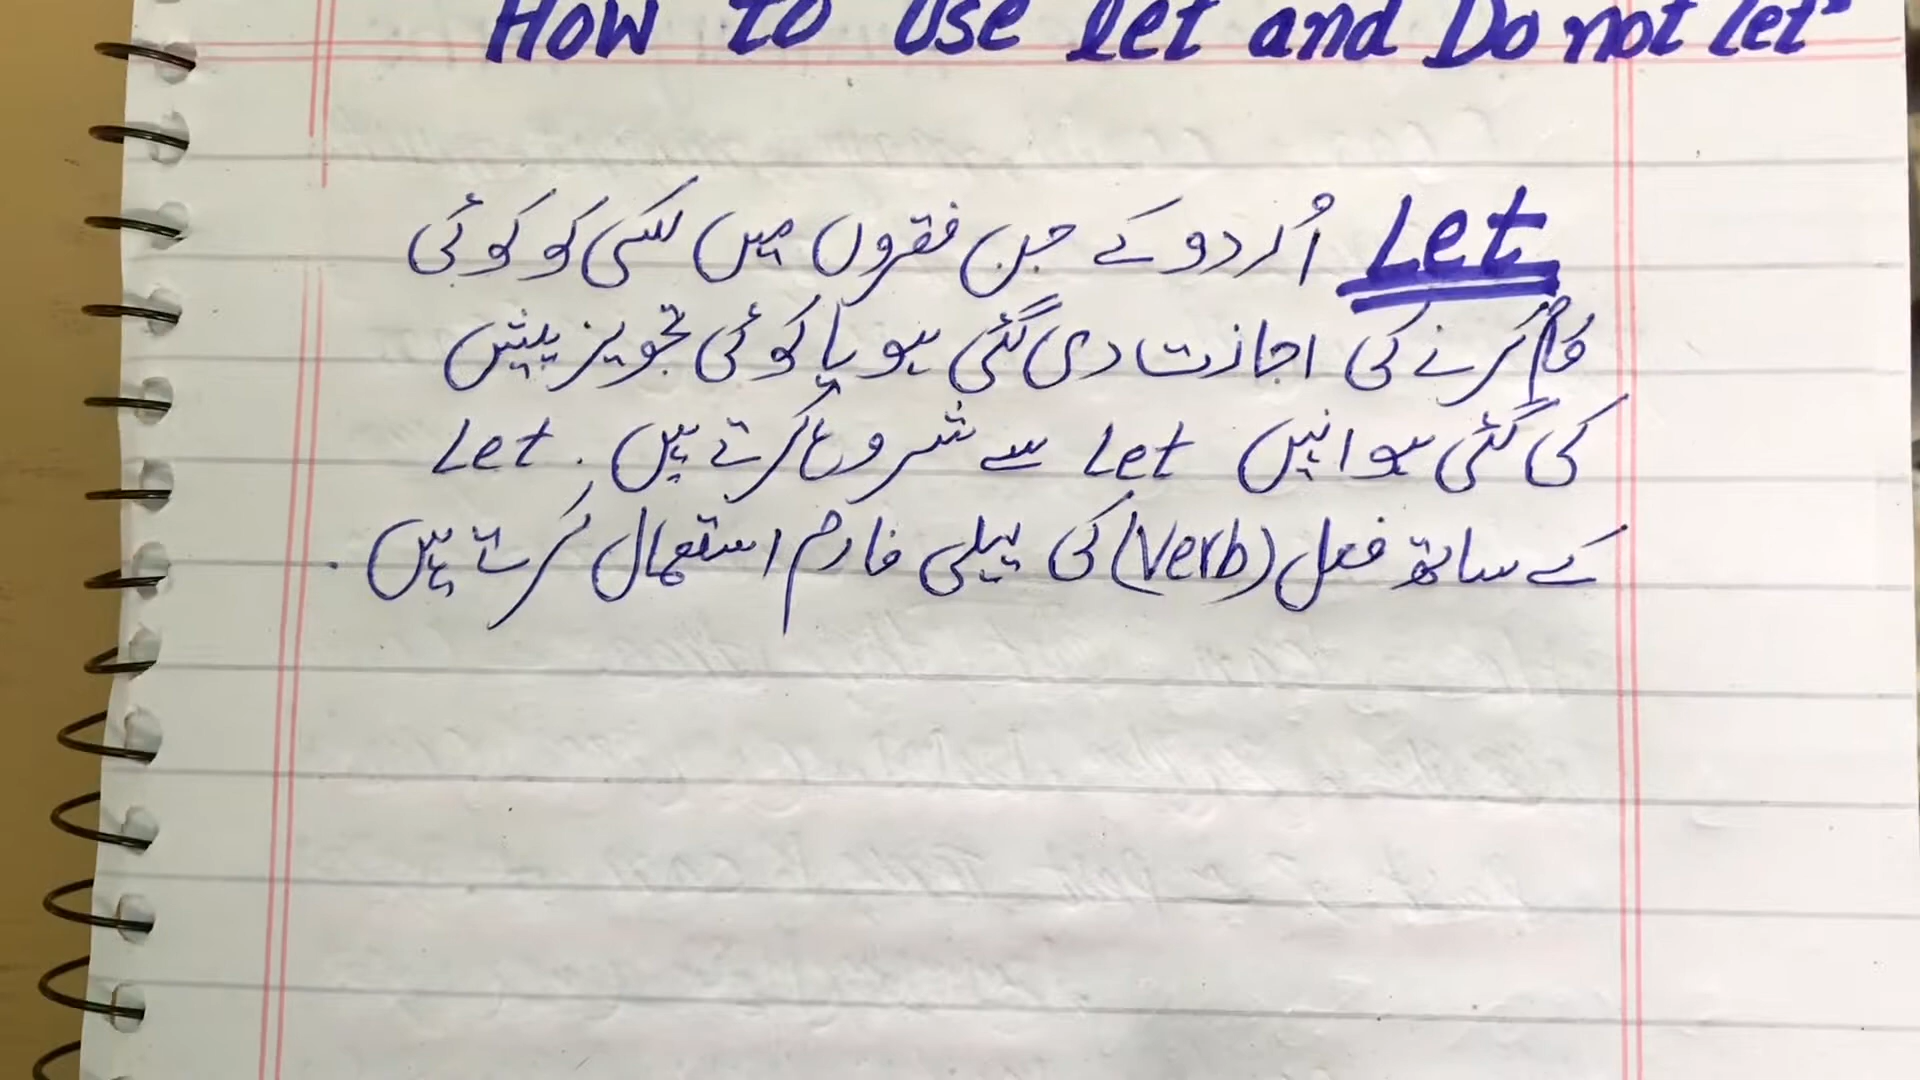 How To Use let and Do not let"
Let اُردو کے جن فقروں میں کسی کو کوئی
کام کرنے کی اجازت دی گئی ہو یا کوئی تجویز پیش
کی گئی ہو انہیں Let سے شروع کرتے ہیں. Let
کے ساتھ فعل (Verb) کی پہلی فارم استعمال کرتے ہیں.